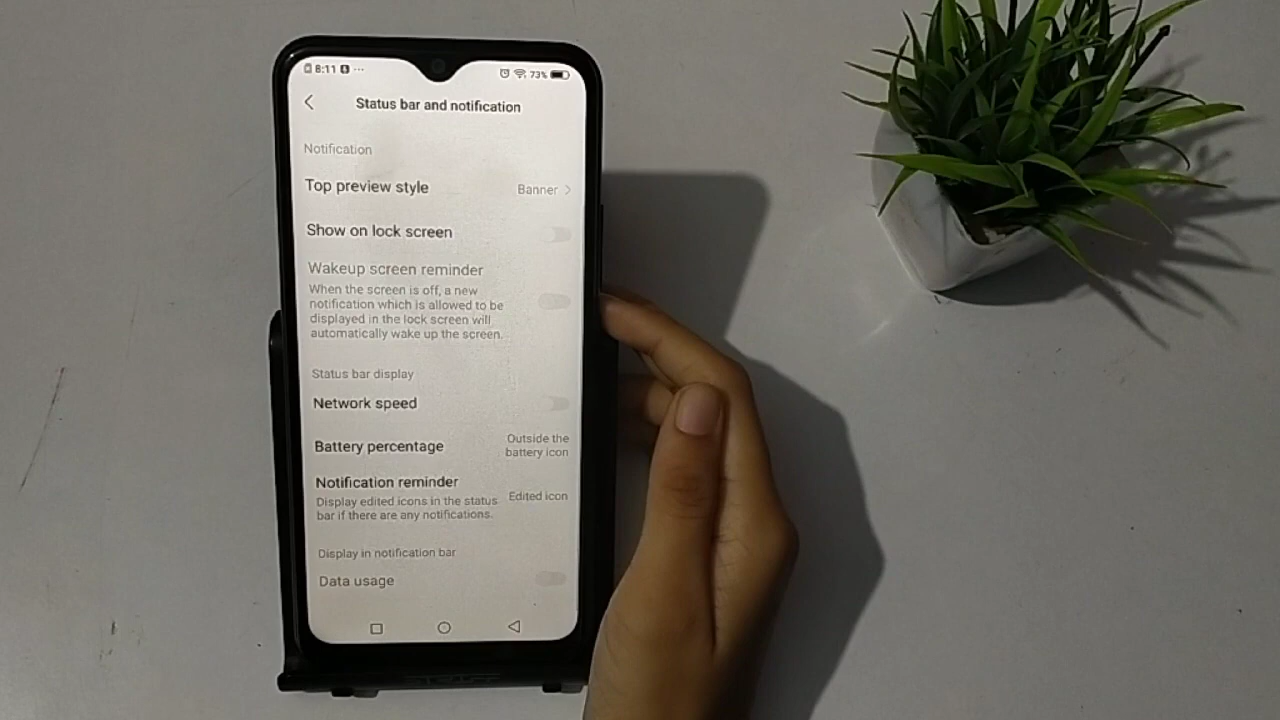 8:11 ...
73%
Status bar and notification
Notification
Top preview style
Banner
Show on lock screen
Wakeup screen reminder
When the screen is off, a new
notification which is allowed to be
displayed in the lock screen will
automatically wake up the screen.
Status bar display
Network speed
Battery percentage
Outside the
battery icon
Notification reminder
Display edited icons in the status
bar if there are any notifications.
Edited icon
Display in notification bar
Data usage